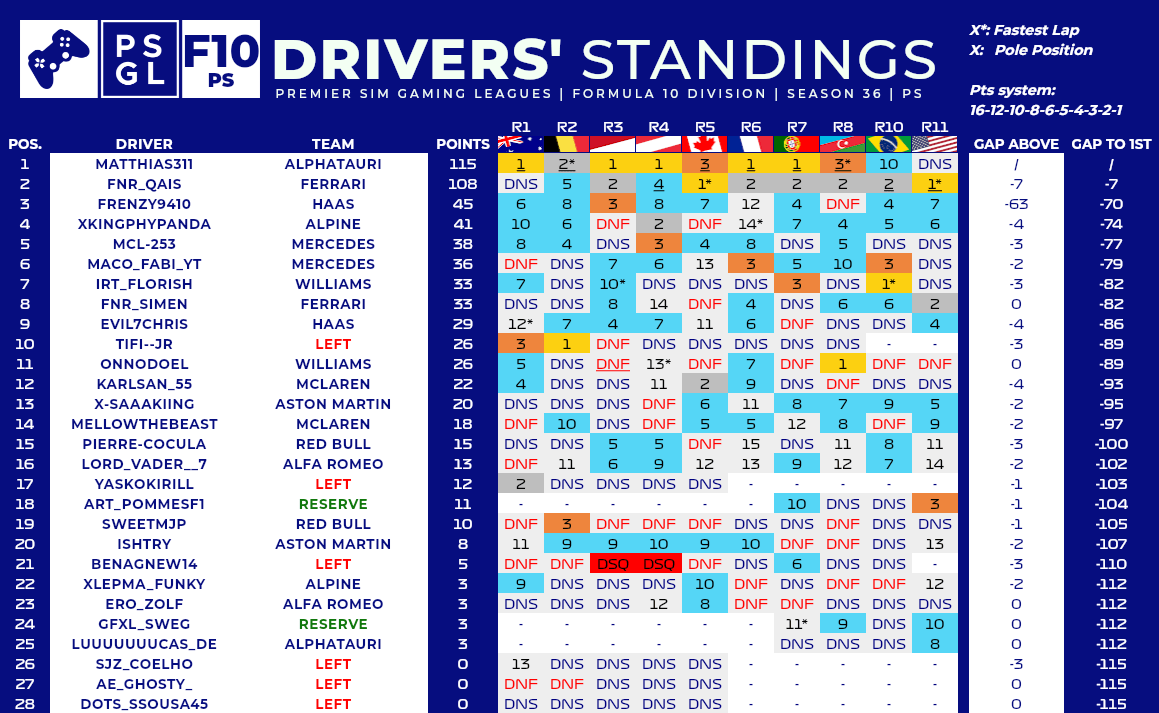 PS
GL
F10
PS
DRIVERS' STANDINGS
PREMIER SIM GAMING LEAGUES | FORMULA 10 DIVISION | SEASON 36 | PS
X*: Fastest Lap
X: Pole Position
Pts system:
16-12-10-8-6-5-4-3-2-1
R1 R2 R3 R4 R5 R6 R7 R8 R10 R11
POS. DRIVER TEAM POINTS GAP ABOVE GAP TO 1ST
1 MATTHIAS311 ALPHATAURI 115 1 2* 1 1 3 1 1 3* 10 DNS / /
2 FNR_QAIS FERRARI 108 DNS 5 2 4 1* 2 2 2 2 1* -7 -7
3 FRENZY9410 HAAS 45 6 8 3 8 7 12 4 DNF 4 7 -63 -70
4 XKINGPHYPANDA ALPINE 41 10 6 DNF 2 DNF 14* 7 4 5 6 -4 -74
5 MCL-253 MERCEDES 38 8 4 DNS 3 4 8 DNS 5 DNS DNS -3 -77
6 MACO_FABI_YT MERCEDES 36 DNF DNS 7 6 13 3 5 10 3 DNS -2 -79
7 IRT_FLORISH WILLIAMS 33 7 DNS 10* DNS DNS DNS 3 DNS 1* DNS -3 -82
8 FNR_SIMEN FERRARI 33 DNS DNS 8 14 DNF 4 DNS 6 6 2 0 -82
9 EVIL7CHRIS HAAS 29 12* 7 4 7 11 6 DNF DNS DNS 4 -4 -86
10 TIFI--JR LEFT 26 3 1 DNF DNS DNS DNS DNS DNS - - -3 -89
11 ONNODOEL WILLIAMS 26 5 DNS DNF 13* DNF 7 DNF 1 DNF DNF 0 -89
12 KARLSAN_55 MCLAREN 22 4 DNS DNS 11 2 9 DNS DNF DNS DNS -4 -93
13 X-SAAAKIING ASTON MARTIN 20 DNS DNS DNS DNF 6 11 8 7 9 5 -2 -95
14 MELLOWTHEBEAST MCLAREN 18 DNF 10 DNS DNF 5 5 12 8 DNF 9 -2 -97
15 PIERRE-COCULA RED BULL 15 DNS DNS 5 5 DNF 15 DNS 11 8 11 -3 -100
16 LORD_VADER__7 ALFA ROMEO 13 DNF 11 6 9 12 13 9 12 7 14 -2 -102
17 YASKOKIRILL LEFT 12 2 DNS DNS DNS DNS - - - - - -1 -103
18 ART_POMMESF1 RESERVE 11 - - - - - - 10 DNS DNS 3 -1 -104
19 SWEETMJP RED BULL 10 DNF 3 DNF DNF DNF DNS DNS DNF DNS DNS -1 -105
20 ISHTRY ASTON MARTIN 8 11 9 9 10 9 10 DNF DNF DNS 13 -2 -107
21 BENAGNEW14 LEFT 5 DNF DNF DSQ DSQ DNF DNS 6 DNS DNS - -3 -110
22 XLEPMA_FUNKY ALPINE 3 9 DNS DNS DNS 10 DNF DNS DNF DNF 12 -2 -112
23 ERO_ZOLF ALFA ROMEO 3 DNS DNS DNS 12 8 DNF DNF DNS DNS DNS 0 -112
24 GFXL_SWEG RESERVE 3 - - - - - - 11* 9 DNS 10 0 -112
25 LUUUUUUUCAS_DE ALPHATAURI 3 - - - - - - DNS DNS DNS 8 0 -112
26 SJZ_COELHO LEFT 0 13 DNS DNS DNS DNS - - - - - -3 -115
27 AE_GHOSTY_ LEFT 0 DNF DNF DNS DNS DNS - - - - - 0 -115
28 DOTS_SSOUSA45 LEFT 0 DNS DNS DNS DNS DNS - - - - - 0 -115